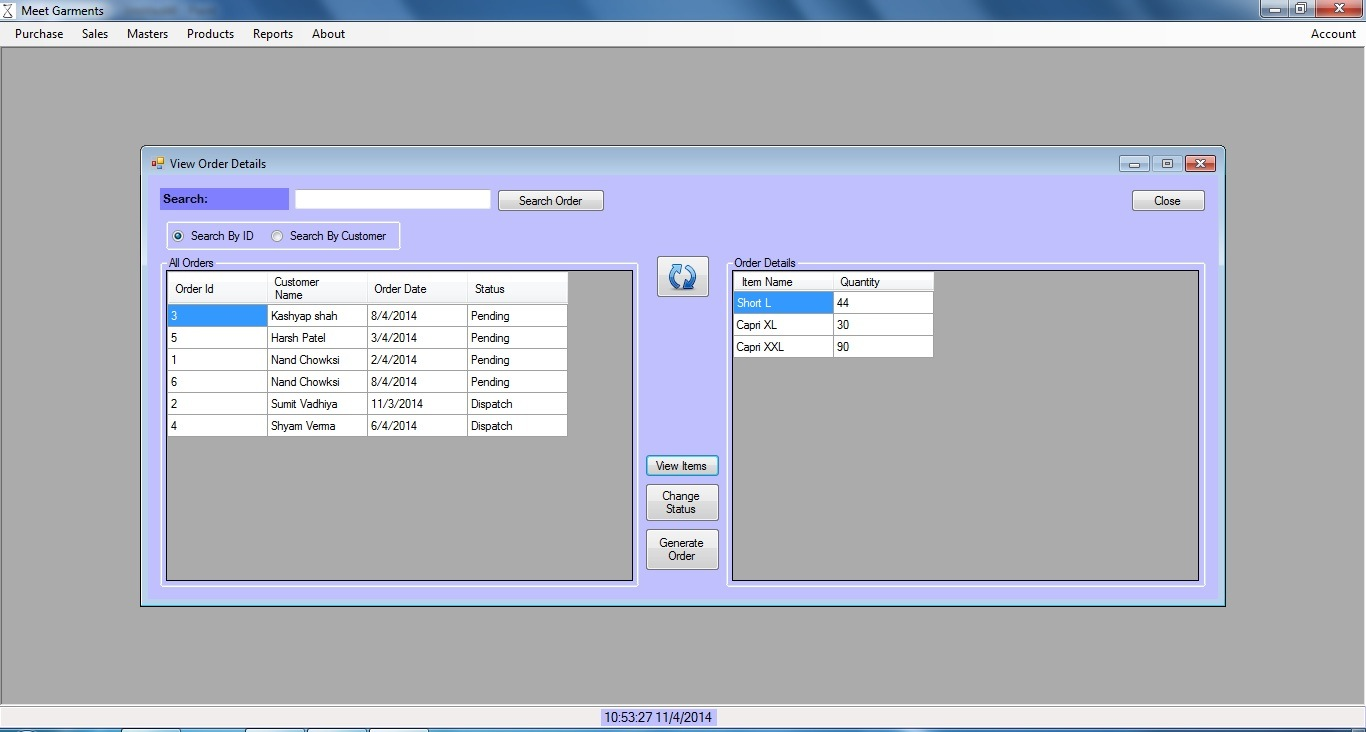 Meet Garments
Purchase Sales Masters Products Reports About Account
View Order Details
Search: Search Order Close
Search By ID Search By Customer
All Orders
Order Id Customer Name Order Date Status
3 Kashyap shah 8/4/2014 Pending
5 Harsh Patel 3/4/2014 Pending
1 Nand Chowksi 2/4/2014 Pending
6 Nand Chowksi 8/4/2014 Pending
2 Sumit Vadhiya 11/3/2014 Dispatch
4 Shyam Verma 6/4/2014 Dispatch
View Items
Change
Status
Generate
Order
Order Details
Item Name Quantity
Short L 44
Capri XL 30
Capri XXL 90
10:53:27 11/4/2014